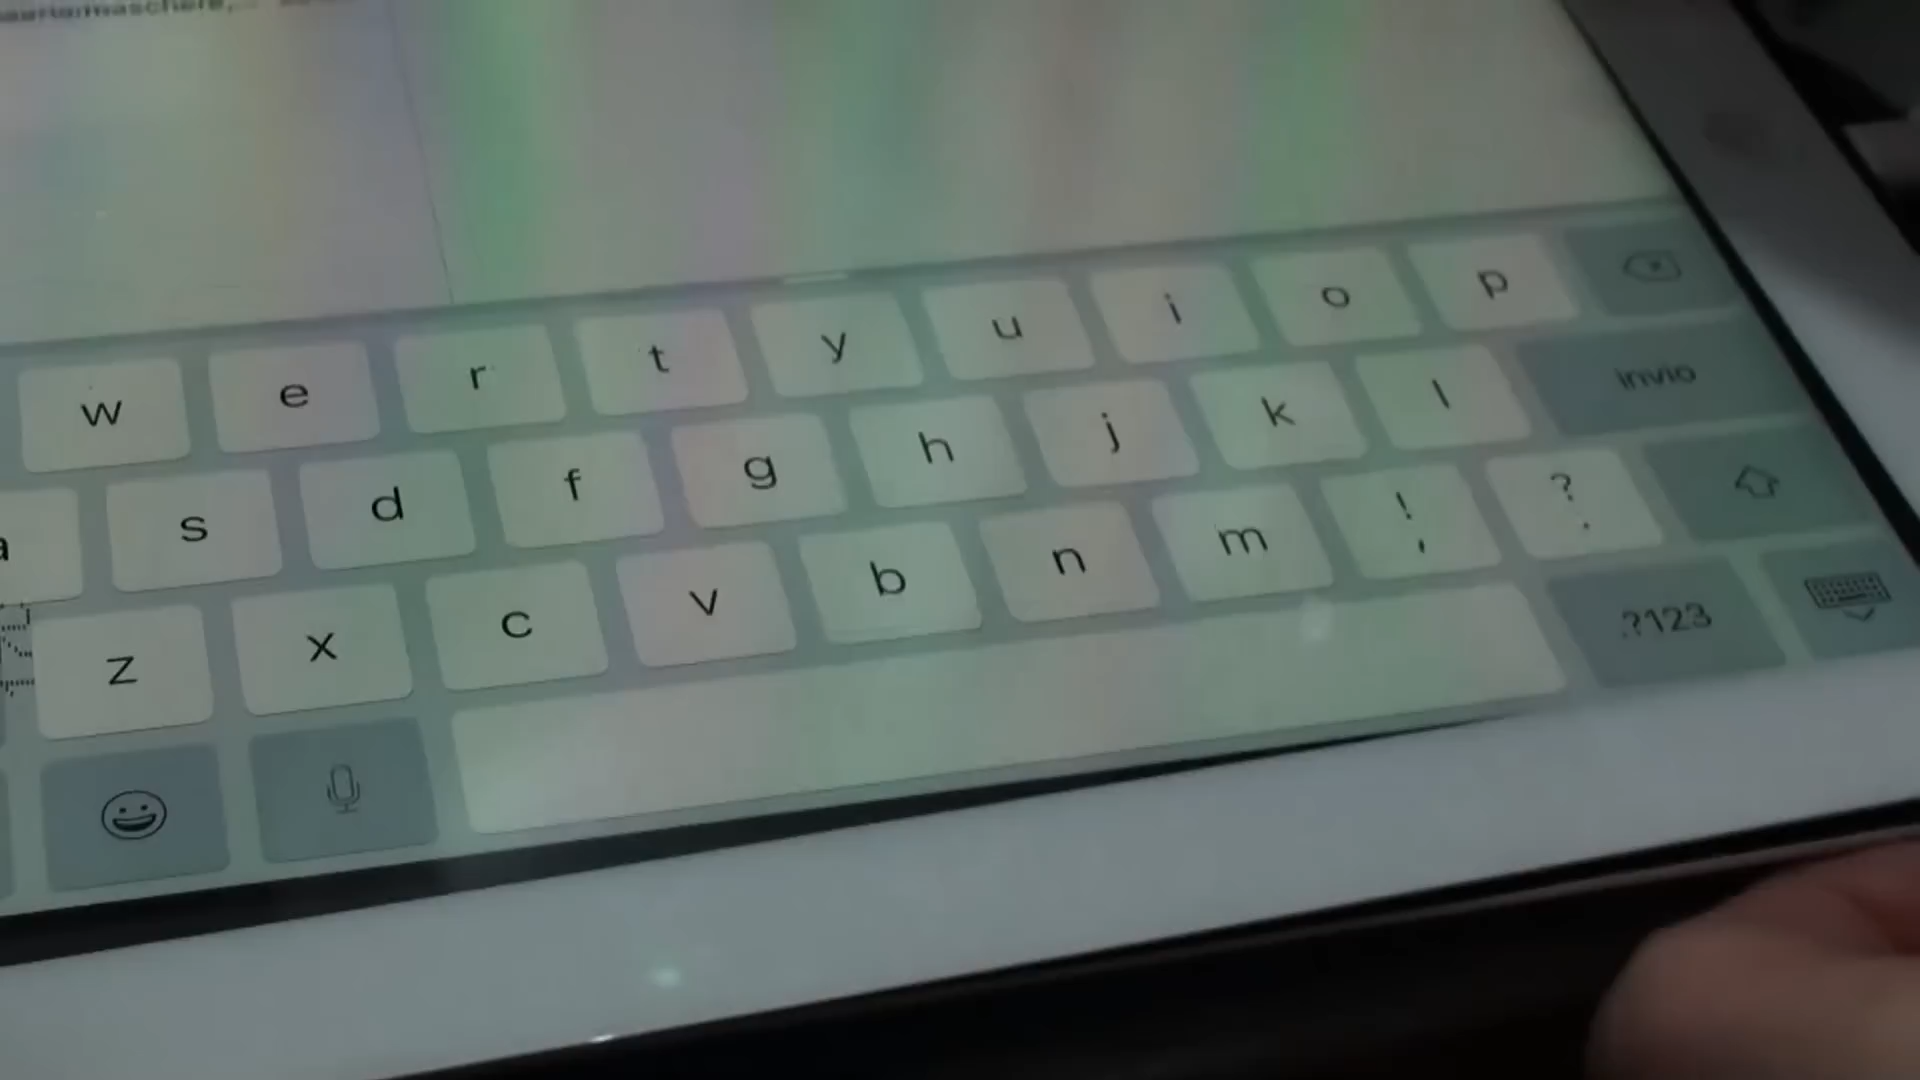 w e r t y u i o p
a s d f g h j k l invio
z x c v b n m ! , ? .
.?123